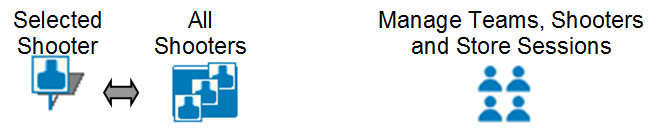 Selected
Shooter
All
Shooters
Manage Teams, Shooters
and Store Sessions